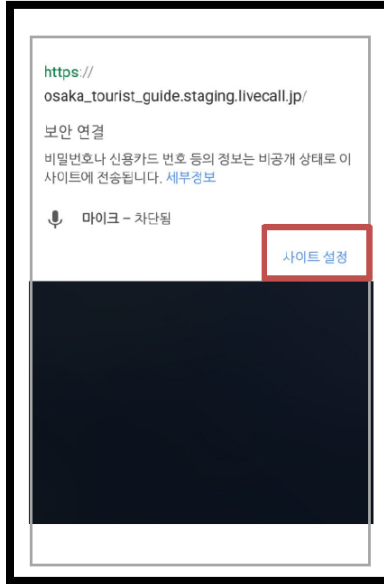 https://
osaka_tourist_guide.staging.livecall.jp/
보안 연결
비밀번호나 신용카드 번호 등의 정보는 비공개 상태로 이
사이트에 전송됩니다. 세부정보
마이크 – 차단됨
사이트 설정